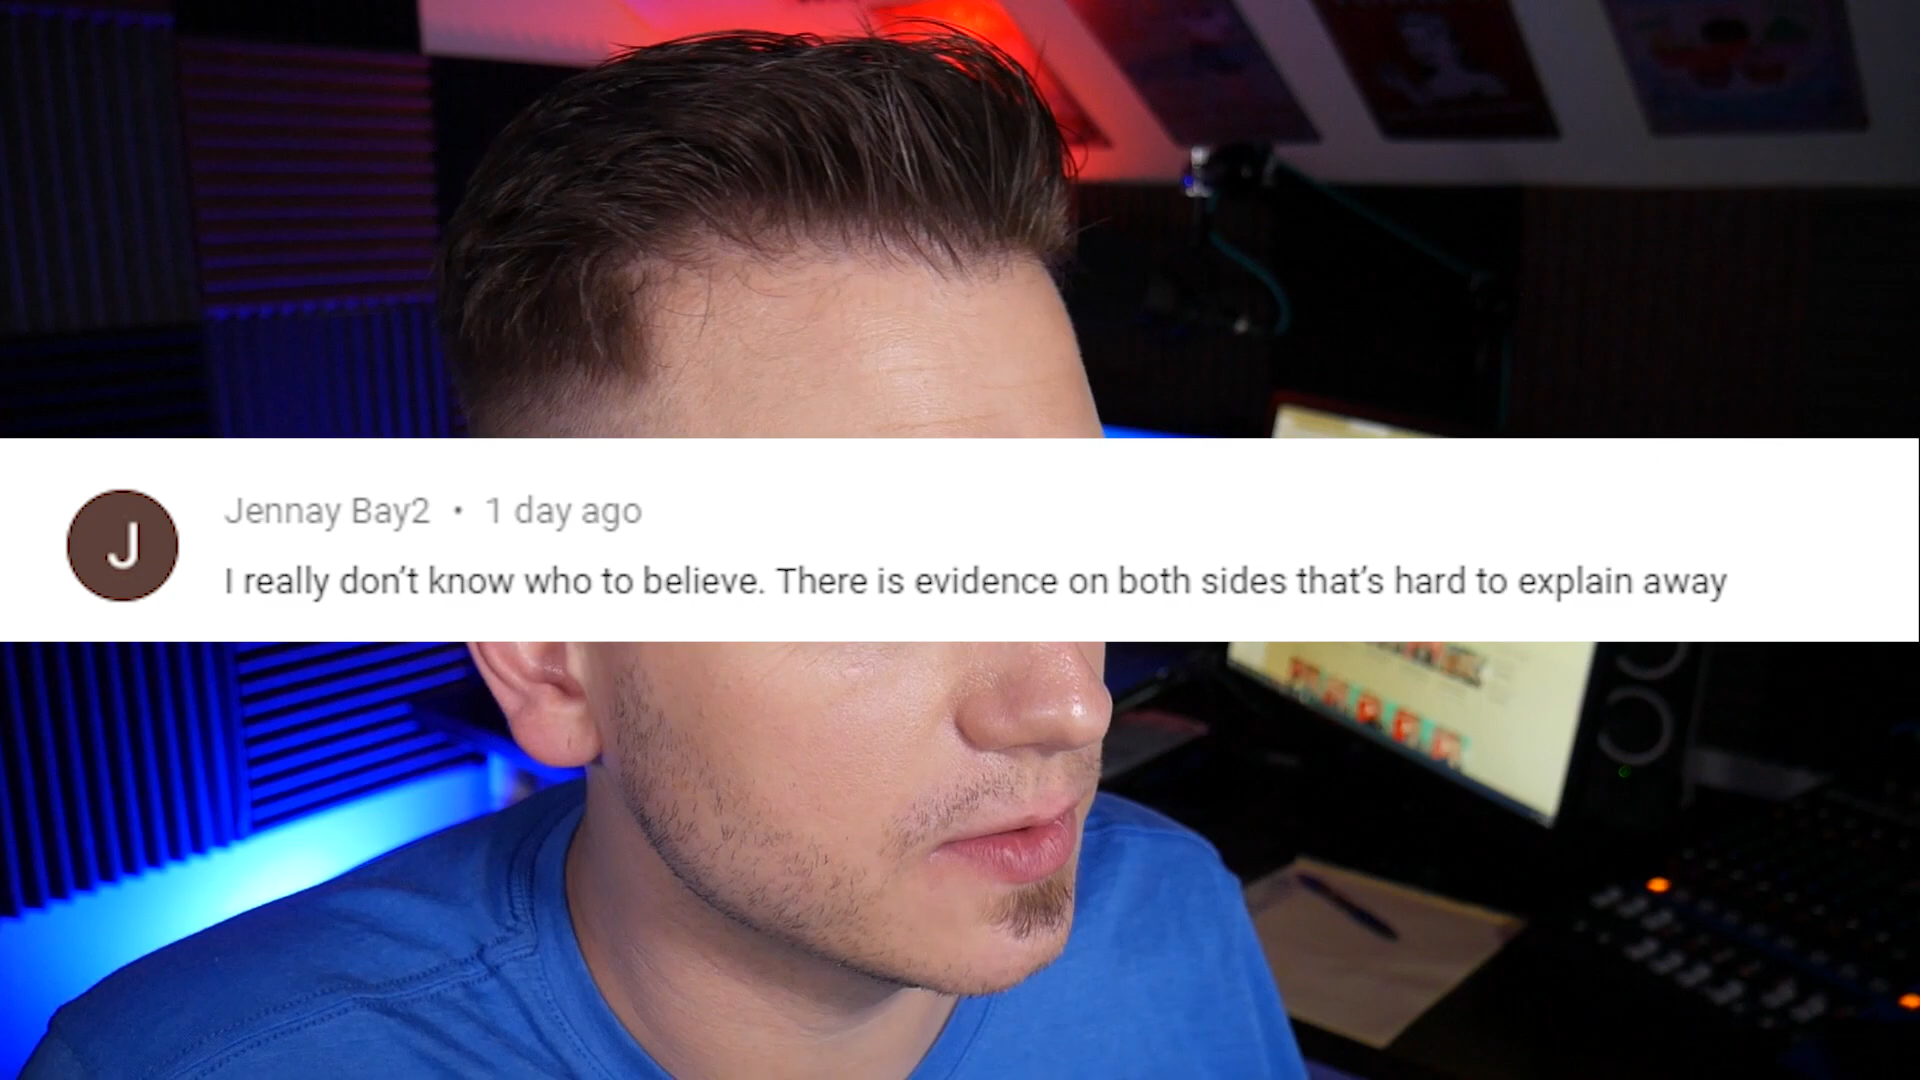 J
Jennay Bay2 • 1 day ago
I really don’t know who to believe. There is evidence on both sides that’s hard to explain away